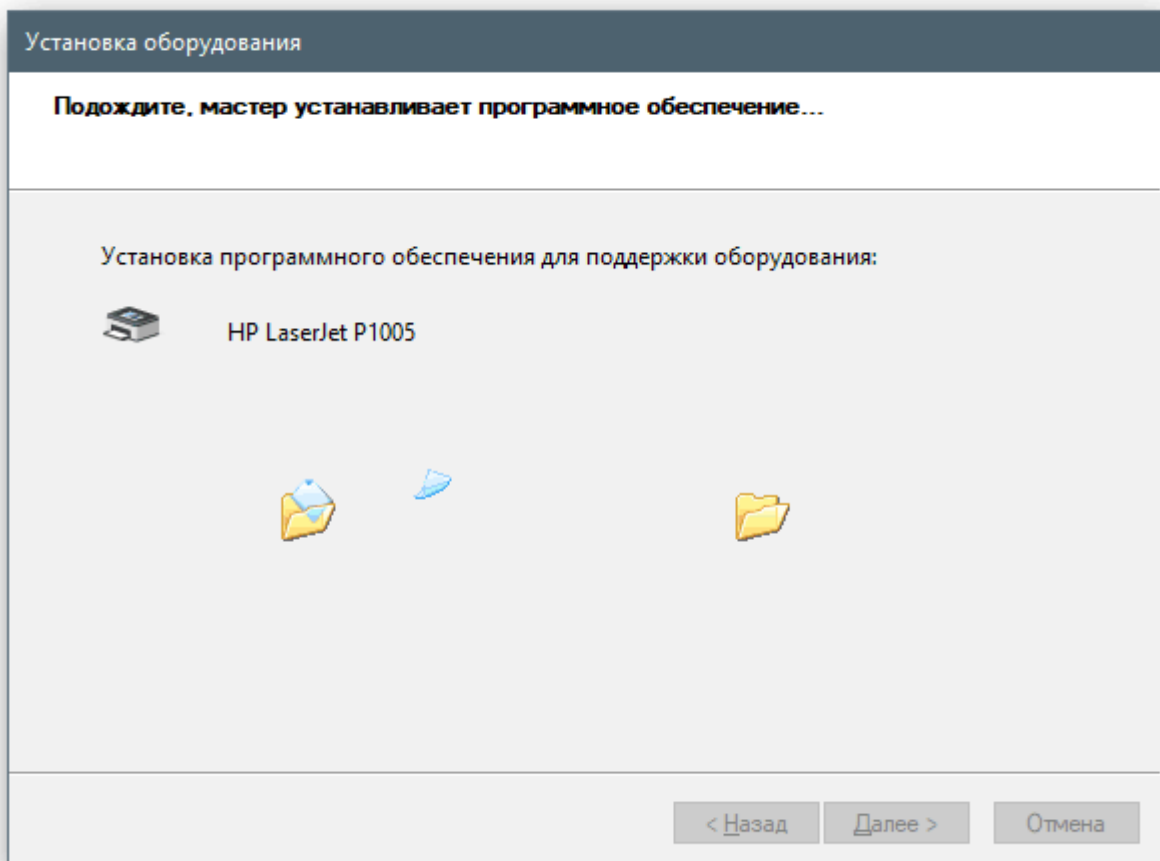 Установка оборудования
Подождите, мастер устанавливает программное обеспечение...
Установка программного обеспечения для поддержки оборудования:
HP LaserJet P1005
< Назад   Далее >   Отмена